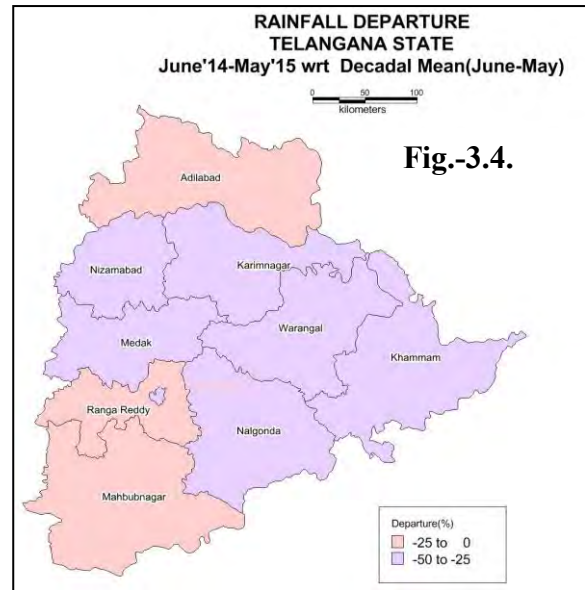 RAINFALL DEPARTURE
TELANGANA STATE
June'14-May'15 wrt Decadal Mean(June-May)
0 50 100
kilometers
Fig.-3.4.
Adilabad
Nizamabad
Karimnagar
Warangal
Medak
Khammam
Ranga Reddy
Nalgonda
Mahbubnagar
Departure(%)
-25 to 0
-50 to -25